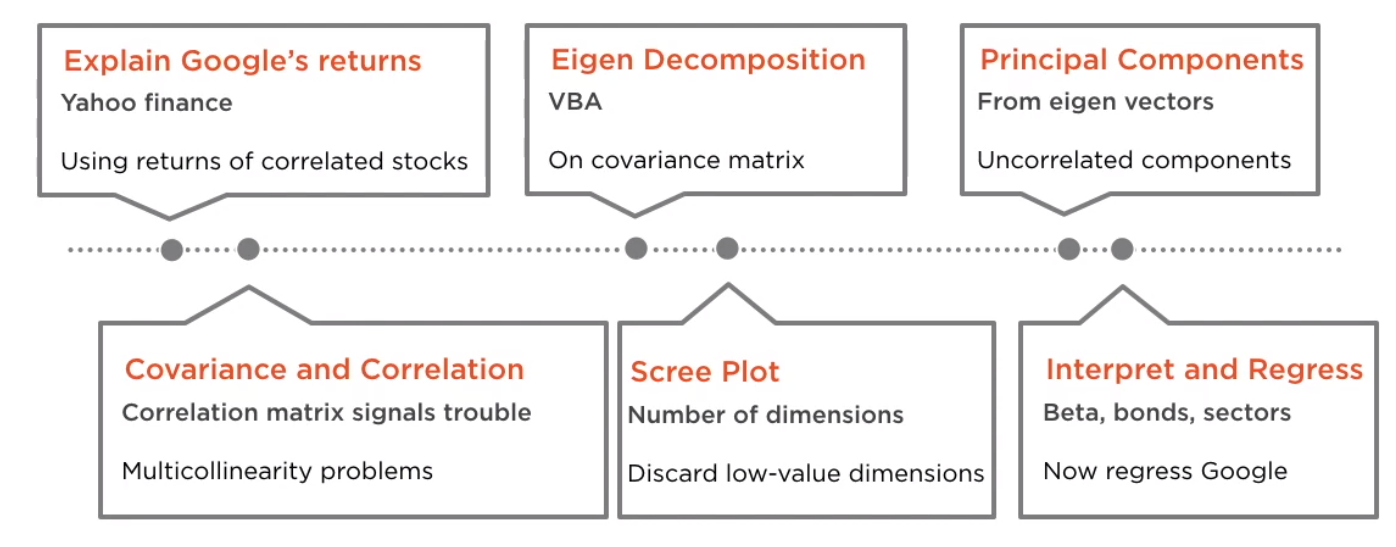 Explain Google's returns
Yahoo finance
Using returns of correlated stocks
Eigen Decomposition
VBA
On covariance matrix
Principal Components
From eigen vectors
Uncorrelated components
Covariance and Correlation
Correlation matrix signals trouble
Multicollinearity problems
Scree Plot
Number of dimensions
Discard low-value dimensions
Interpret and Regress
Beta, bonds, sectors
Now regress Google